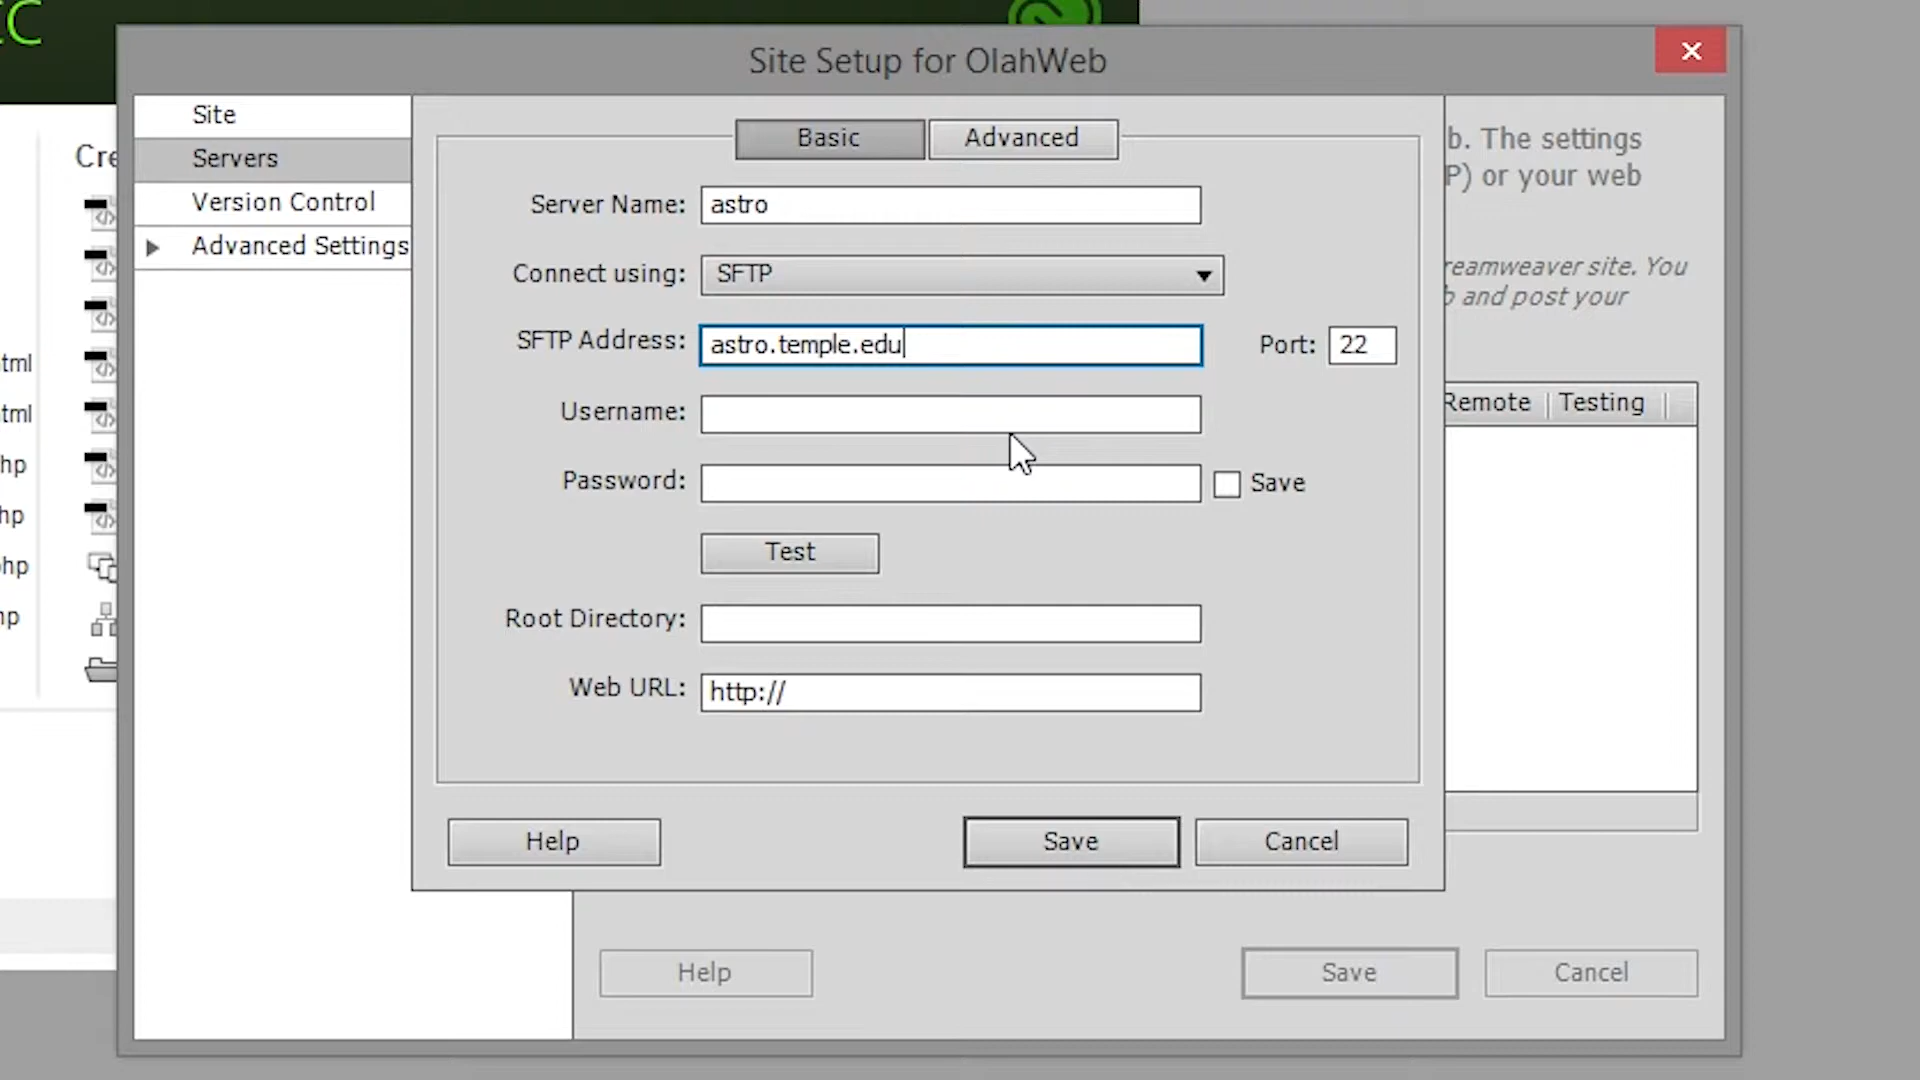 CC
Site Setup for OlahWeb
Site
Servers
Version Control
Advanced Settings
Cre
tml
tml
hp
hp
php
hp
Basic
Advanced
Server Name: astro
Connect using: SFTP
SFTP Address: astro.temple.edu
Port: 22
Username:
Password:
Save
Test
Root Directory:
Web URL: http://
Help
Save
Cancel
b. The settings
P) or your web
reamweaver site. You
b and post your
Remote
Testing
Help
Save
Cancel